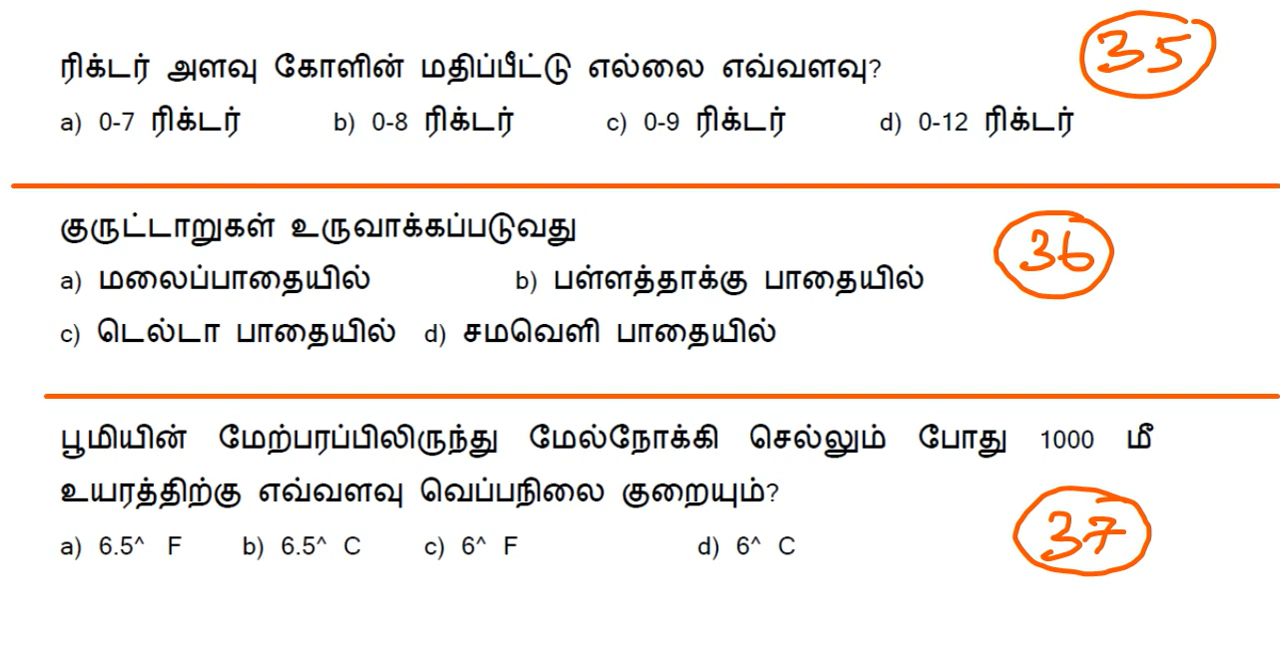 ரிக்டர் அளவு கோளின் மதிப்பீட்டு எல்லை எவ்வளவு? 35
a) 0-7 ரிக்டர் b) 0-8 ரிக்டர் c) 0-9 ரிக்டர் d) 0-12 ரிக்டர்
குருட்டாறுகள் உருவாக்கப்படுவது 36
a) மலைப்பாதையில் b) பள்ளத்தாக்கு பாதையில்
c) டெல்டா பாதையில் d) சமவெளி பாதையில்
பூமியின் மேற்பரப்பிலிருந்து மேல்நோக்கி செல்லும் போது 1000 மீ
உயரத்திற்கு எவ்வளவு வெப்பநிலை குறையும்? 37
a) 6.5^ F b) 6.5^ C c) 6^ F d) 6^ C